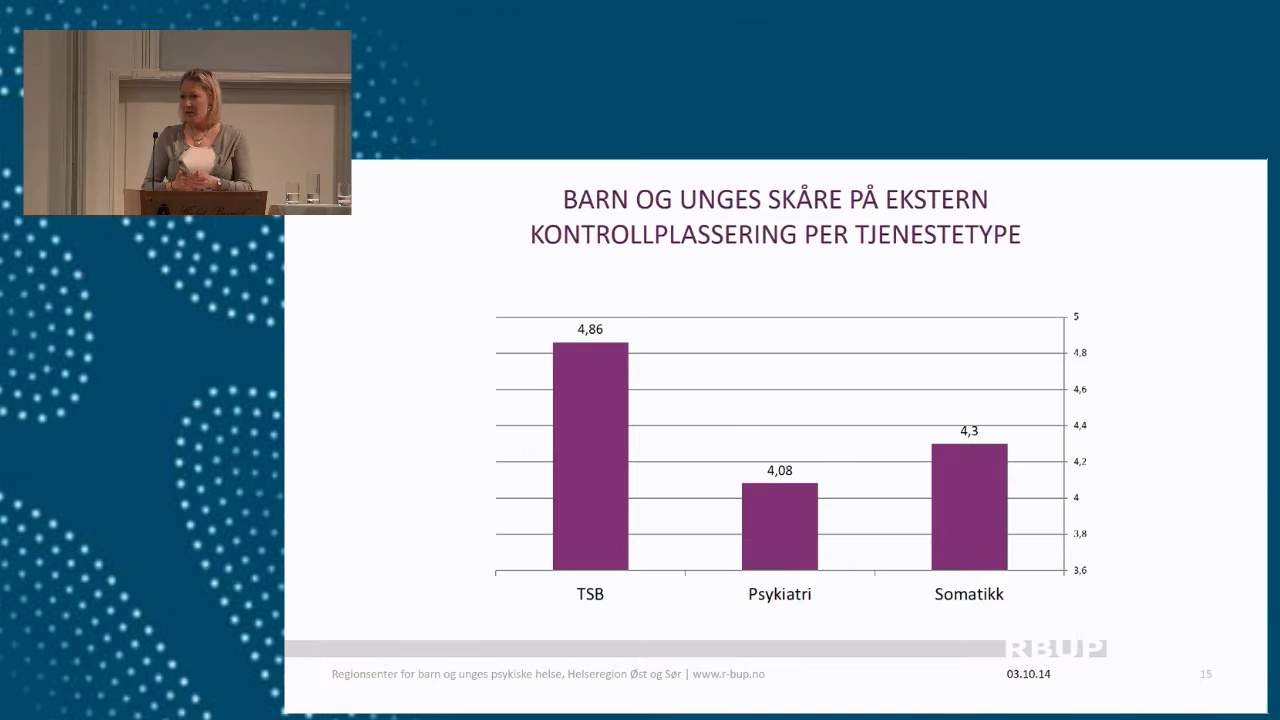 BARN OG UNGES SKÅRE PÅ EKSTERN
KONTROLLPLASSERING PER TJENESTETYPE
4,86
4,08
4,3
5
4,8
4,6
4,4
4,2
4
3,8
3,6
TSB
Psykiatri
Somatikk
RBUP
Regionsenter for barn og unges psykiske helse, Helseregion Øst og Sør | www.r-bup.no
03.10.14
15